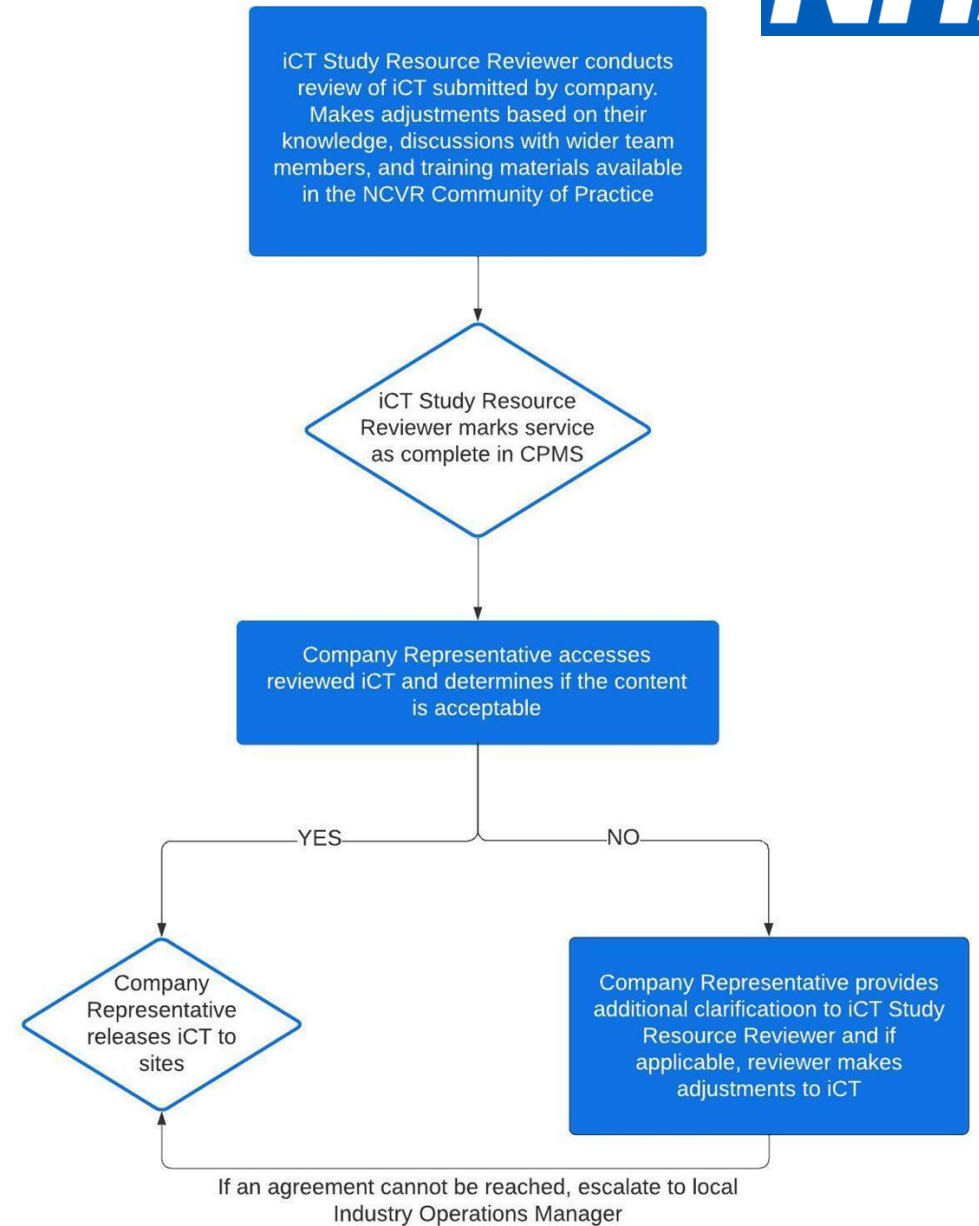 iCT Study Resource Reviewer conducts
review of iCT submitted by company.
Makes adjustments based on their
knowledge, discussions with wider team
members, and training materials available
in the NCVR Community of Practice
iCT Study Resource
Reviewer marks service
as complete in CPMS
Company Representative accesses
reviewed iCT and determines if the content
is acceptable
YES
NO
Company
Representative
releases iCT to
sites
Company Representative provides
additional clarificatioon to iCT Study
Resource Reviewer and if
applicable, reviewer makes
adjustments to iCT
If an agreement cannot be reached, escalate to local
Industry Operations Manager